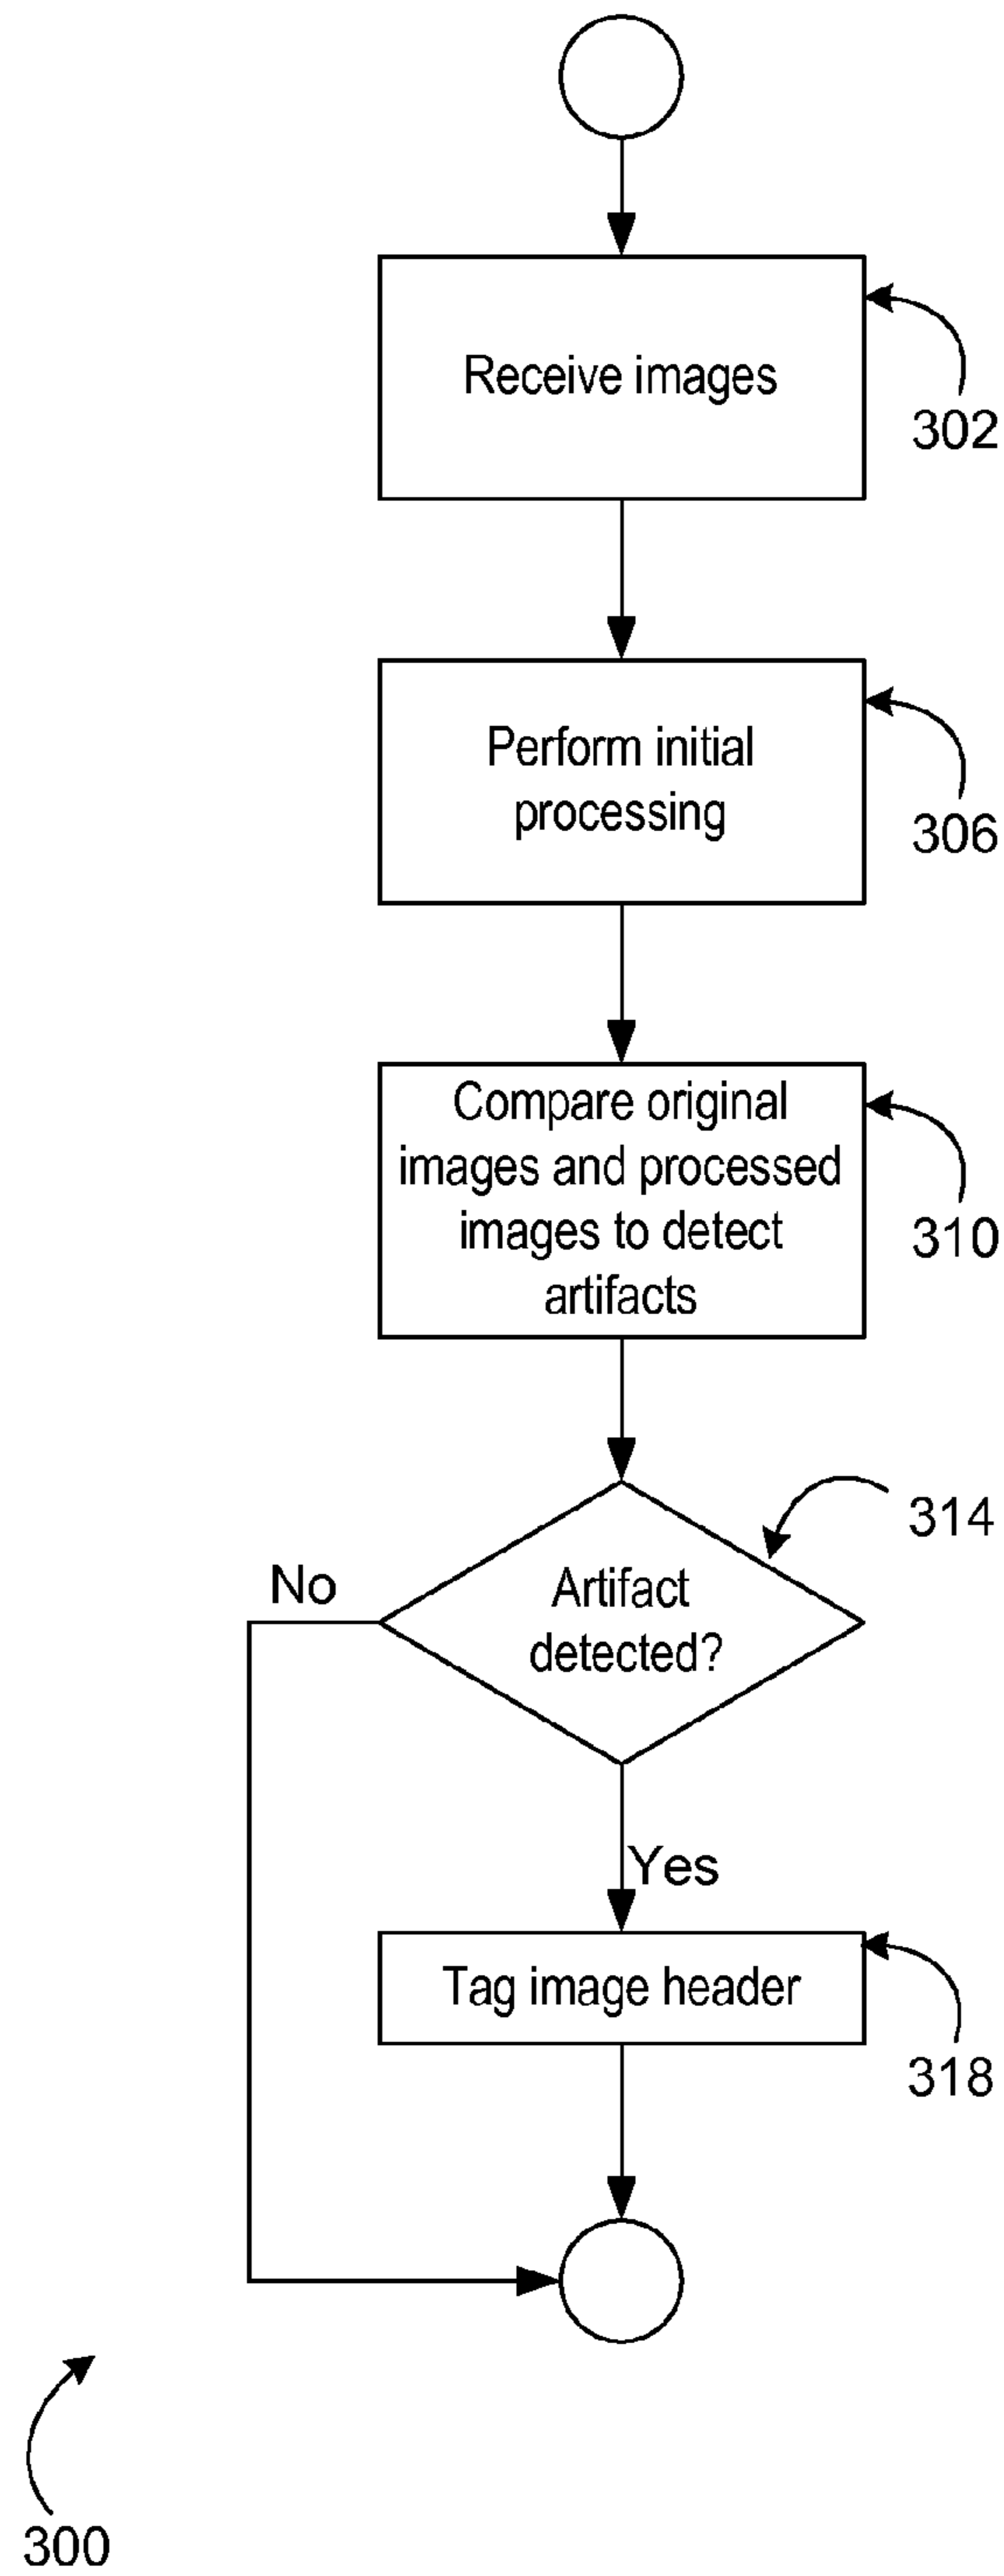 Receive images
302
Perform initial
processing
306
Compare original
images and processed
images to detect
artifacts
310
314
No
Artifact
detected?
Yes
Tag image header
318
300